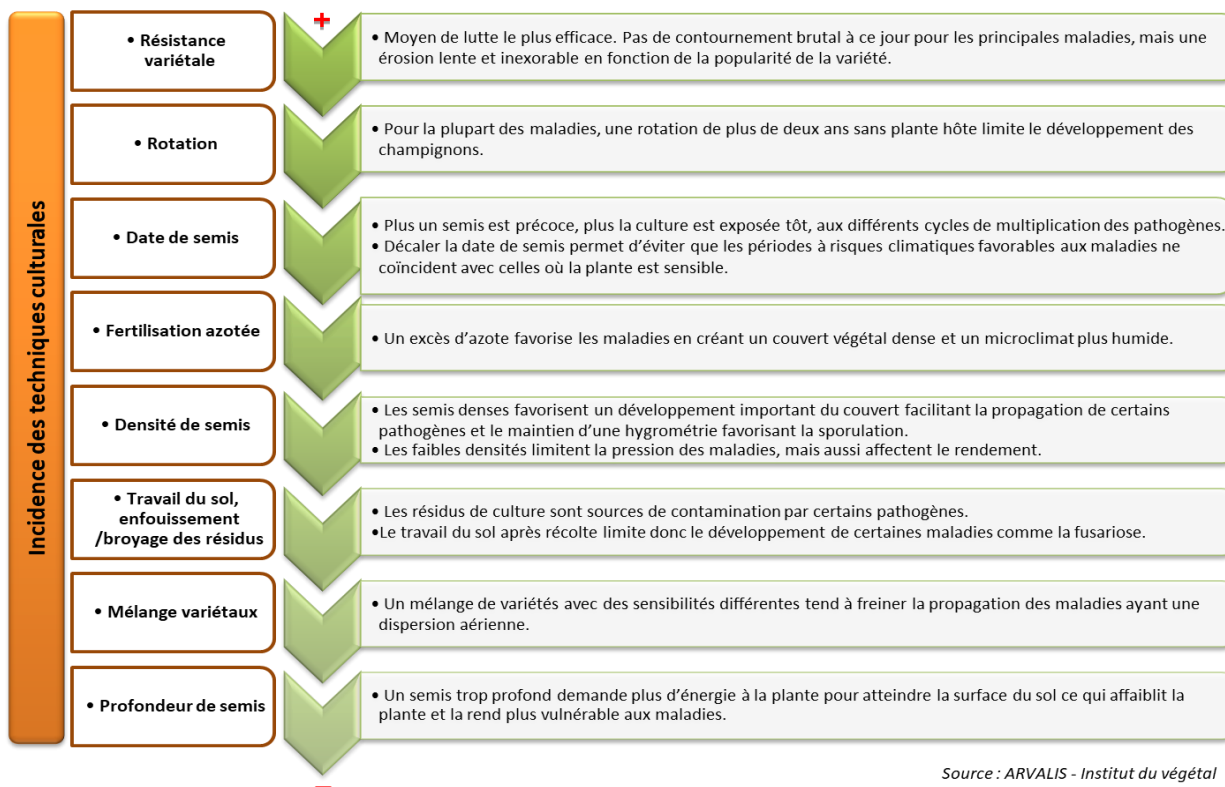 Incidence des techniques culturales
+
• Résistance
variétale
• Moyen de lutte le plus efficace. Pas de contournement brutal à ce jour pour les principales maladies, mais une
érosion lente et inexorable en fonction de la popularité de la variété.
• Rotation
• Pour la plupart des maladies, une rotation de plus de deux ans sans plante hôte limite le développement des
champignons.
• Date de semis
• Plus un semis est précoce, plus la culture est exposée tôt, aux différents cycles de multiplication des pathogènes.
• Décaler la date de semis permet d’éviter que les périodes à risques climatiques favorables aux maladies ne
coïncident avec celles où la plante est sensible.
• Fertilisation azotée
• Un excès d’azote favorise les maladies en créant un couvert végétal dense et un microclimat plus humide.
• Densité de semis
• Les semis denses favorisent un développement important du couvert facilitant la propagation de certains
pathogènes et le maintien d’une hygrométrie favorisant la sporulation.
• Les faibles densités limitent la pression des maladies, mais aussi affectent le rendement.
• Travail du sol,
enfouissement
/broyage des résidus
• Les résidus de culture sont sources de contamination par certains pathogènes.
•Le travail du sol après récolte limite donc le développement de certaines maladies comme la fusariose.
• Mélange variétaux
• Un mélange de variétés avec des sensibilités différentes tend à freiner la propagation des maladies ayant une
dispersion aérienne.
• Profondeur de semis
• Un semis trop profond demande plus d’énergie à la plante pour atteindre la surface du sol ce qui affaiblit la
plante et la rend plus vulnérable aux maladies.
Source : ARVALIS - Institut du végétal
–